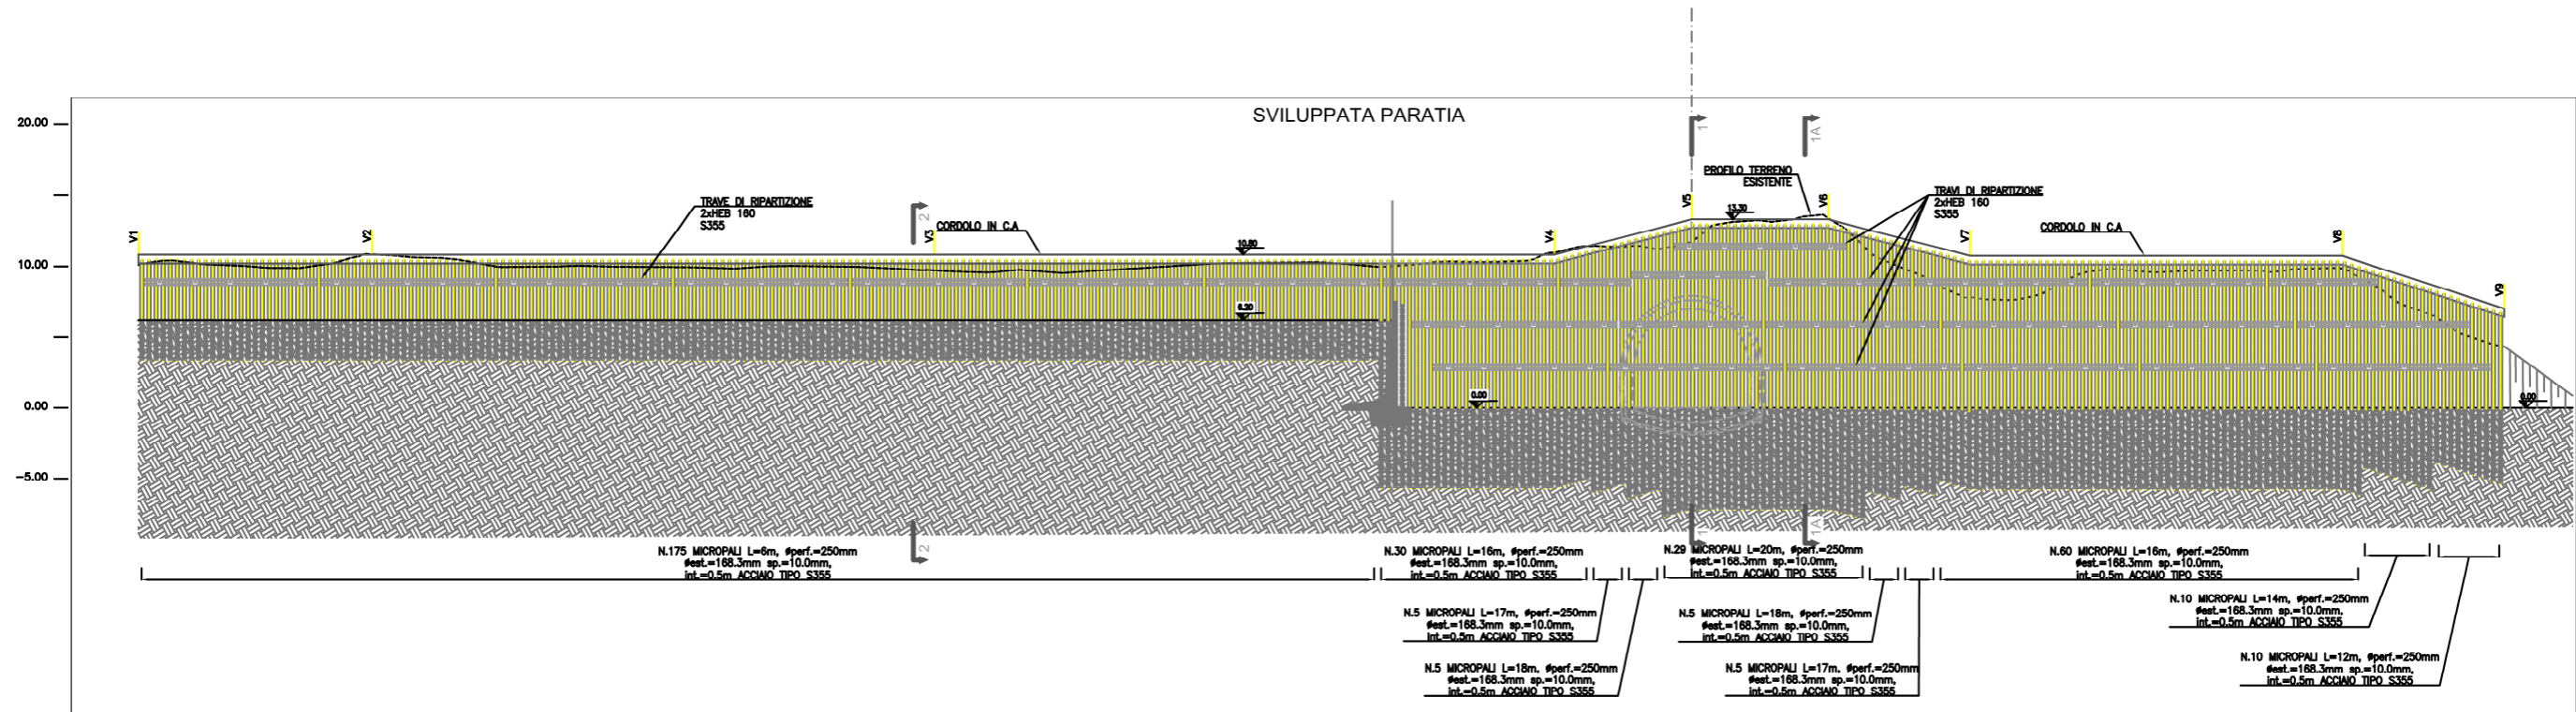 SVILUPPATA PARATIA
20.00
10.00
0.00
-5.00
V1
V2
V3
V4
V5
V6
V7
V8
V9
2
1
1A
TRAVE DI RIPARTIZIONE
2xHEB 160
S355
CORDOLO IN C.A
10.80
6.20
PROFILO TERRENO
ESISTENTE
13.30
TRAVI DI RIPARTIZIONE
2xHEB 160
S355
CORDOLO IN C.A
0.00
0.00
2
1
1A
N.175 MICROPALI L=6m, øperf.=250mm
øest.=168.3mm sp.=10.0mm,
int.=0.5m ACCIAIO TIPO S355
N.30 MICROPALI L=16m, øperf.=250mm
øest.=168.3mm sp.=10.0mm,
int.=0.5m ACCIAIO TIPO S355
N.29 MICROPALI L=20m, øperf.=250mm
øest.=168.3mm sp.=10.0mm,
int.=0.5m ACCIAIO TIPO S355
N.60 MICROPALI L=16m, øperf.=250mm
øest.=168.3mm sp.=10.0mm,
int.=0.5m ACCIAIO TIPO S355
N.5 MICROPALI L=17m, øperf.=250mm
øest.=168.3mm sp.=10.0mm,
int.=0.5m ACCIAIO TIPO S355
N.5 MICROPALI L=18m, øperf.=250mm
øest.=168.3mm sp.=10.0mm,
int.=0.5m ACCIAIO TIPO S355
N.10 MICROPALI L=14m, øperf.=250mm
øest.=168.3mm sp.=10.0mm,
int.=0.5m ACCIAIO TIPO S355
N.5 MICROPALI L=18m. øperf.=250mm
øest.=168.3mm sp.=10.0mm,
int.=0.5m ACCIAIO TIPO S355
N.5 MICROPALI L=17m, øperf.=250mm
øest.=168.3mm sp.=10.0mm,
int.=0.5m ACCIAIO TIPO S355
N.10 MICROPALI L=12m, øperf.=250mm
øest.=168.3mm sp.=10.0mm,
int.=0.5m ACCIAIO TIPO S355